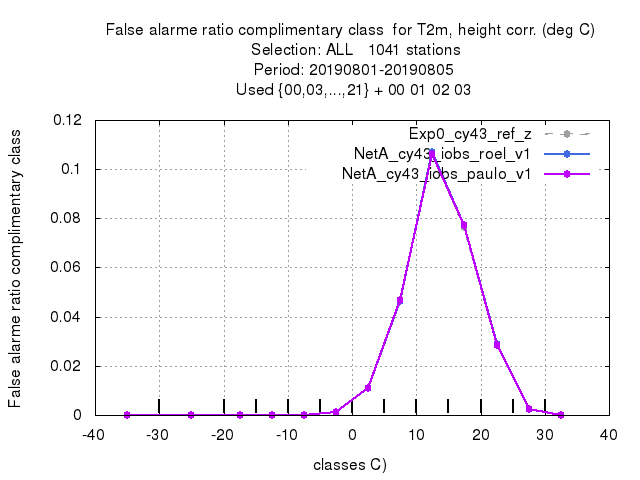 False alarme ratio complimentary class  for T2m, height corr. (deg C)
Selection: ALL   1041 stations
Period: 20190801-20190805
Used {00,03,...,21} + 00 01 02 03
False alarme ratio complimentary class
0.12
0.1
0.08
0.06
0.04
0.02
0
Exp0_cy43_ref_z
NetA_cy43_iobs_roel_v1
NetA_cy43_iobs_paulo_v1
-40 -30 -20 -10 0 10 20 30 40
classes C)